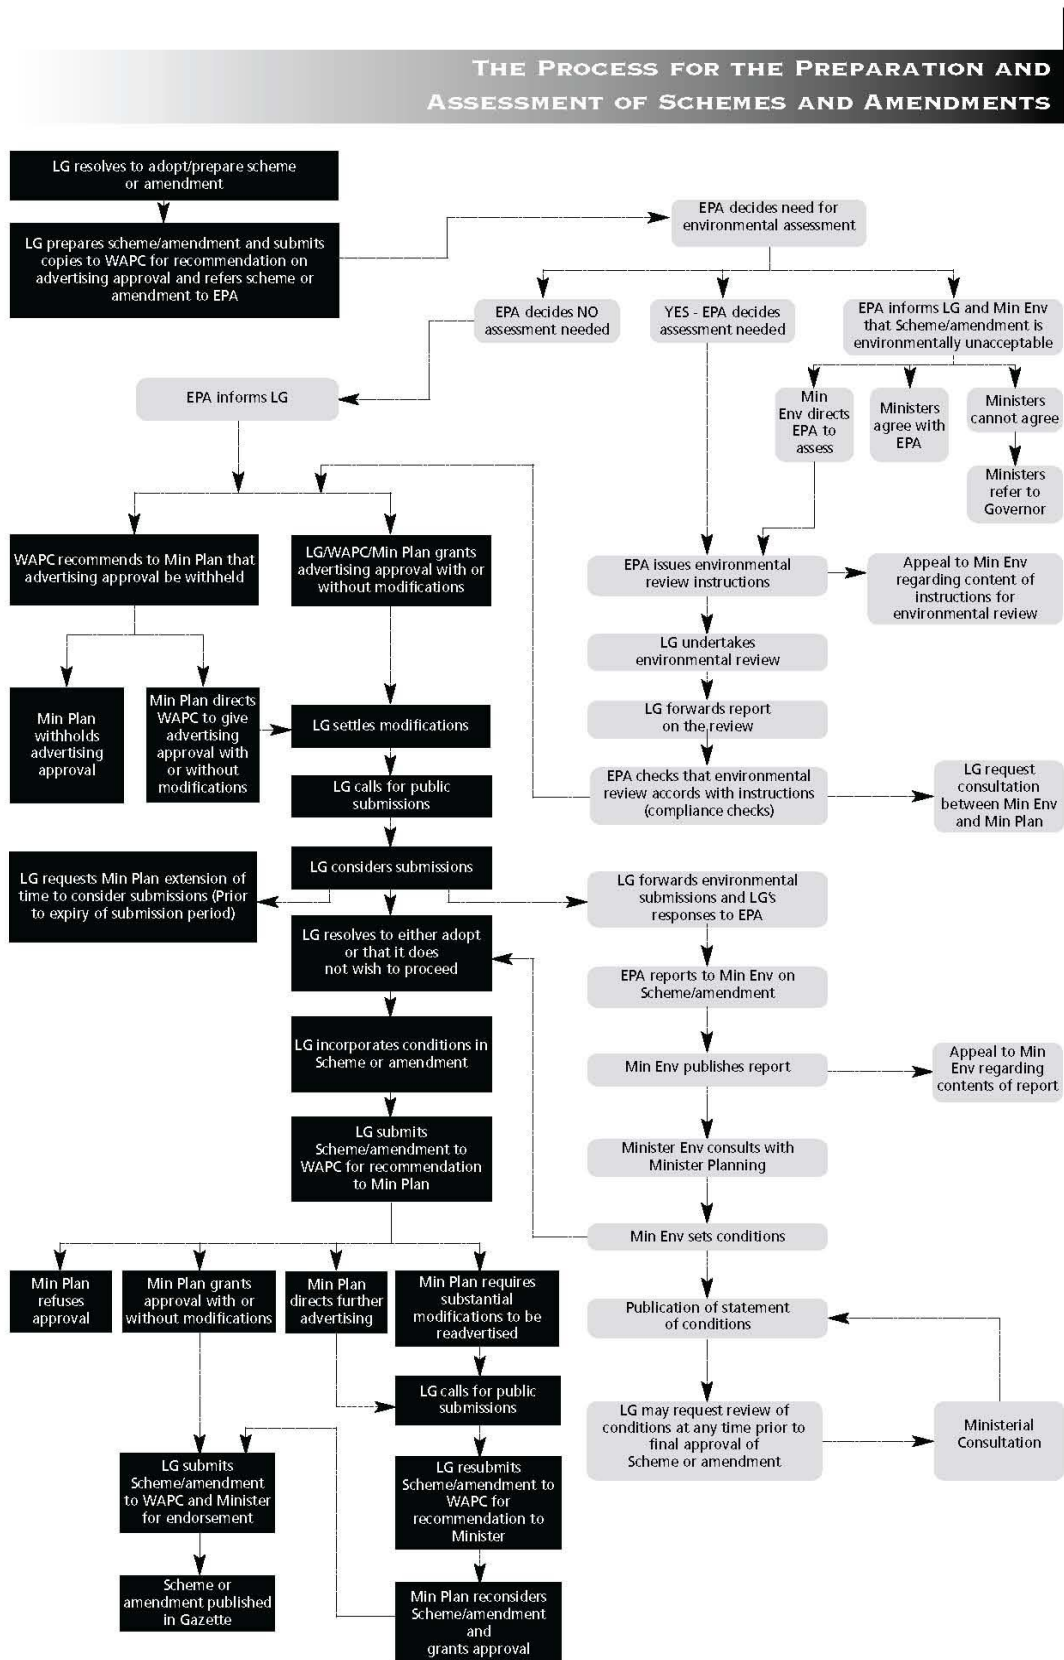 THE PROCESS FOR THE PREPARATION AND
ASSESSMENT OF SCHEMES AND AMENDMENTS
LG resolves to adopt/prepare scheme
or amendment
LG prepares scheme/amendment and submits
copies to WAPC for recommendation on
advertising approval and refers scheme or
amendment to EPA
EPA decides need for
environmental assessment
EPA decides NO
assessment needed
YES - EPA decides
assessment needed
EPA informs LG and Min Env
that Scheme/amendment is
environmentally unacceptable
EPA informs LG
Min
Env directs
EPA to
assess
Ministers
agree with
EPA
Ministers
cannot agree
Ministers
refer to
Governor
WAPC recommends to Min Plan that
advertising approval be withheld
LG/WAPC/Min Plan grants
advertising approval with or
without modifications
EPA issues environmental
review instructions
Appeal to Min Env
regarding content of
instructions for
environmental review
LG undertakes
environmental review
Min Plan
withholds
advertising
approval
Min Plan directs
WAPC to give
advertising
approval with
or without
modifications
LG settles modifications
LG forwards report
on the review
LG calls for public
submissions
EPA checks that environmental
review accords with instructions
(compliance checks)
LG request
consultation
between Min Env
and Min Plan
LG considers submissions
LG requests Min Plan extension of
time to consider submissions (Prior
to expiry of submission period)
LG forwards environmental
submissions and LG's
responses to EPA
LG resolves to either adopt
or that it does
not wish to proceed
EPA reports to Min Env on
Scheme/amendment
LG incorporates conditions in
Scheme or amendment
Min Env publishes report
Appeal to Min
Env regarding
contents of report
LG submits
Scheme/amendment to
WAPC for recommendation
to Min Plan
Minister Env consults with
Minister Planning
Min Env sets conditions
Min Plan
refuses
approval
Min Plan grants
approval with or
without modifications
Min Plan
directs further
advertising
Min Plan requires
substantial
modifications to be
readvertised
Publication of statement
of conditions
LG calls for public
submissions
LG may request review of
conditions at any time prior to
final approval of
Scheme or amendment
Ministerial
Consultation
LG submits
Scheme/amendment
to WAPC and Minister
for endorsement
LG resubmits
Scheme/amendment to
WAPC for
recommendation to
Minister
Scheme or
amendment published
in Gazette
Min Plan reconsiders
Scheme/amendment
and
grants approval